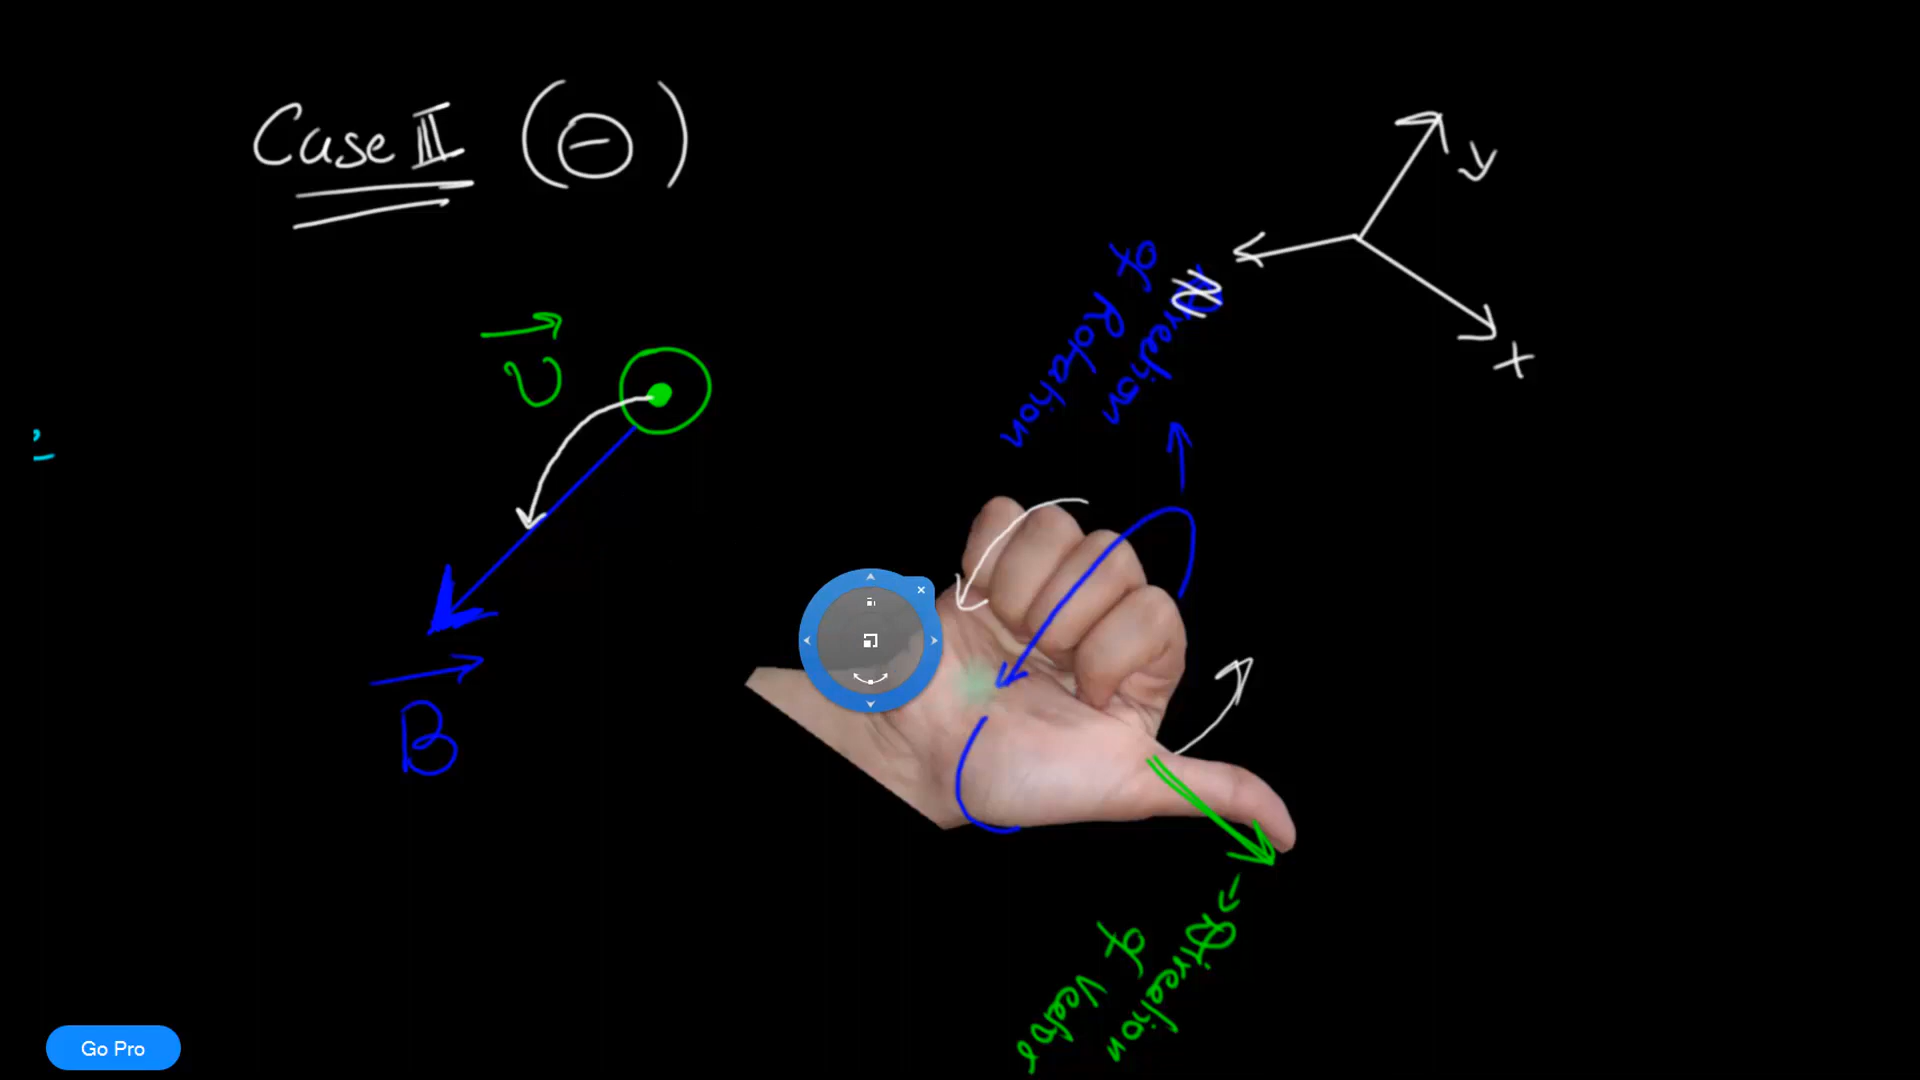 Case II (-)
y
x
Direction
of Rotation
v
B
→ Direction
of Vector
Go Pro